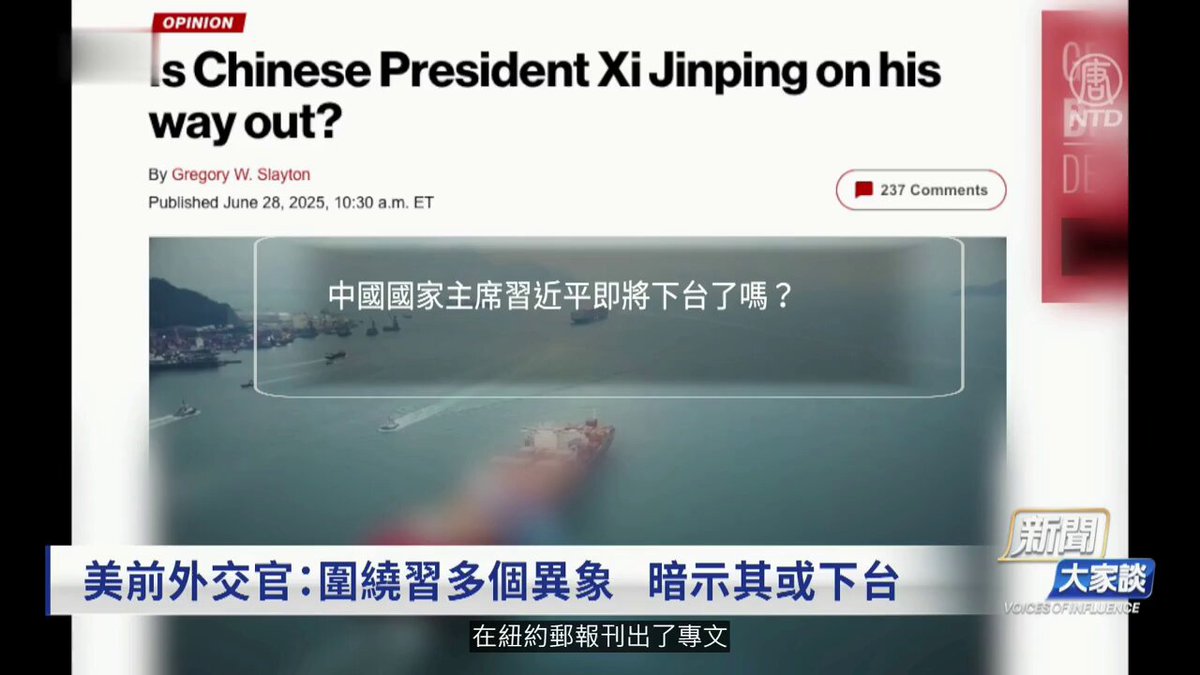 OPINION
Is Chinese President Xi Jinping on his
way out?
By Gregory W. Slayton
Published June 28, 2025, 10:30 a.m. ET
237 Comments
唐
NTD
DE
中國國家主席習近平即將下台了嗎？
新聞
大家談
VOICES OF INFLUENCE
美前外交官：圍繞習多個異象 暗示其或下台
在紐約郵報刊出了專文